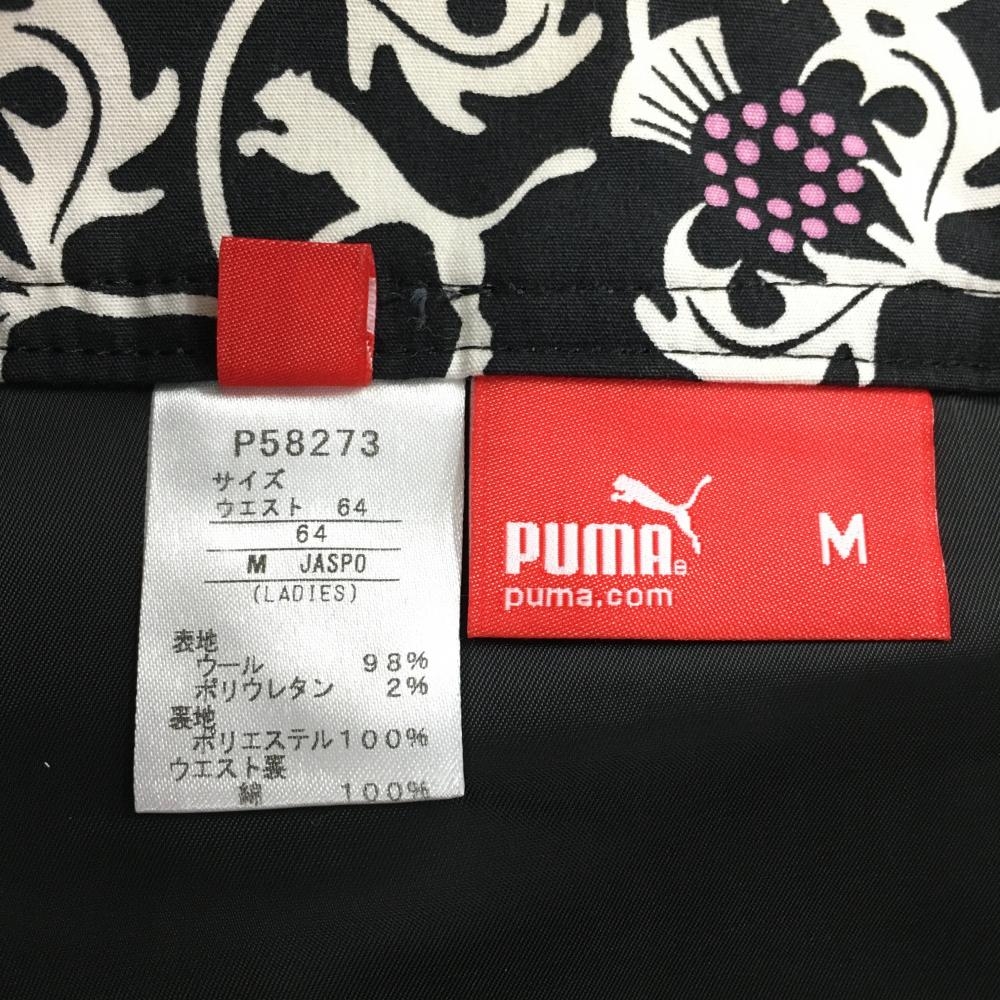 P58273
サイズ
ウエスト 64
64
M JASPO
(LADIES)
表地
ウール 98%
ポリウレタン 2%
裏地
ポリエステル100%
ウエスト裏
綿 100%
PUMA®
puma.com
M